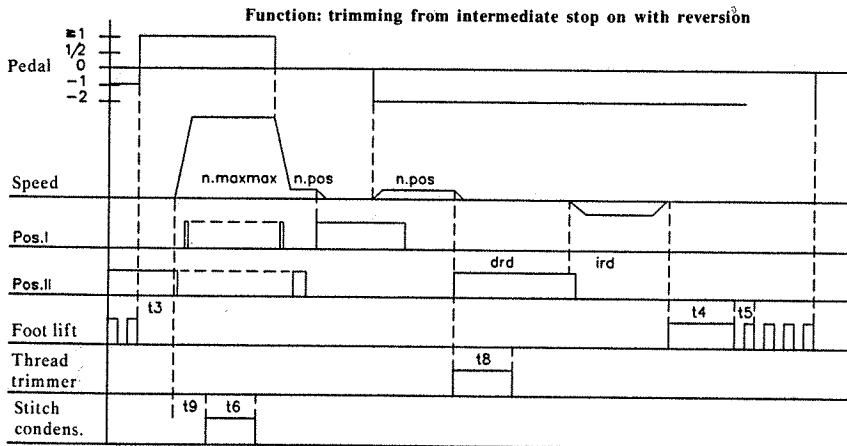 Function: trimming from intermediate stop on with reversion
≥1
1/2
Pedal 0
-1
-2
n.maxmax n.pos n.pos
Speed
Pos.I
drd ird
Pos.II
t3 t4 t5
Foot lift
Thread t8
trimmer
Stitch t9 t6
condens.